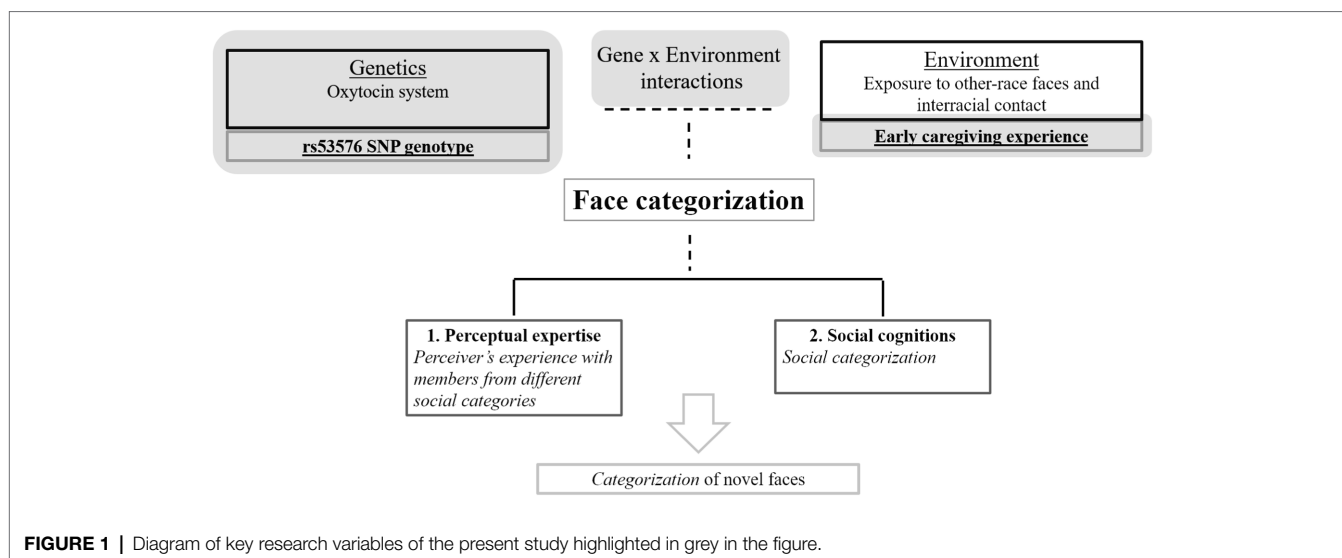 Genetics
Oxytocin system
rs53576 SNP genotype
Gene x Environment
interactions
Environment
Exposure to other-race faces and
interracial contact
Early caregiving experience
Face categorization
1. Perceptual expertise
Perceiver's experience with
members from different
social categories
2. Social cognitions
Social categorization
Categorization of novel faces
FIGURE 1 | Diagram of key research variables of the present study highlighted in grey in the figure.